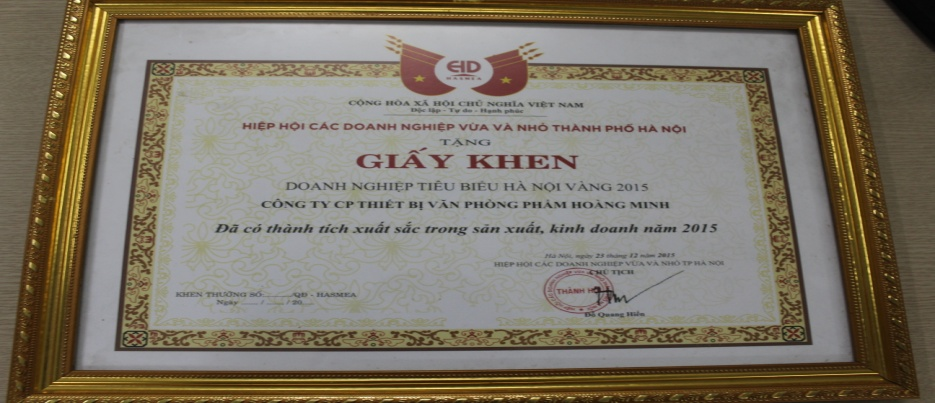 EID
HASMEA
CỘNG HÒA XÃ HỘI CHỦ NGHĨA VIỆT NAM
Độc lập - Tự do - Hạnh phúc
HIỆP HỘI CÁC DOANH NGHIỆP VỪA VÀ NHỎ THÀNH PHỐ HÀ NỘI
TẶNG
GIẤY KHEN
DOANH NGHIỆP TIÊU BIỂU HÀ NỘI VÀNG 2015
CÔNG TY CP THIẾT BỊ VĂN PHÒNG PHẨM HOÀNG MINH
Đã có thành tích xuất sắc trong sản xuất, kinh doanh năm 2015
Hà Nội, ngày 25 tháng 12 năm 2015
HIỆP HỘI CÁC DOANH NGHIỆP VỪA VÀ NHỎ TP HÀ NỘI
CHỦ TỊCH
THÀNH
KHEN THƯỞNG SỐ:........QĐ - HASMEA
Ngày ...... / ...... / 20....
Đỗ Quang Hiển